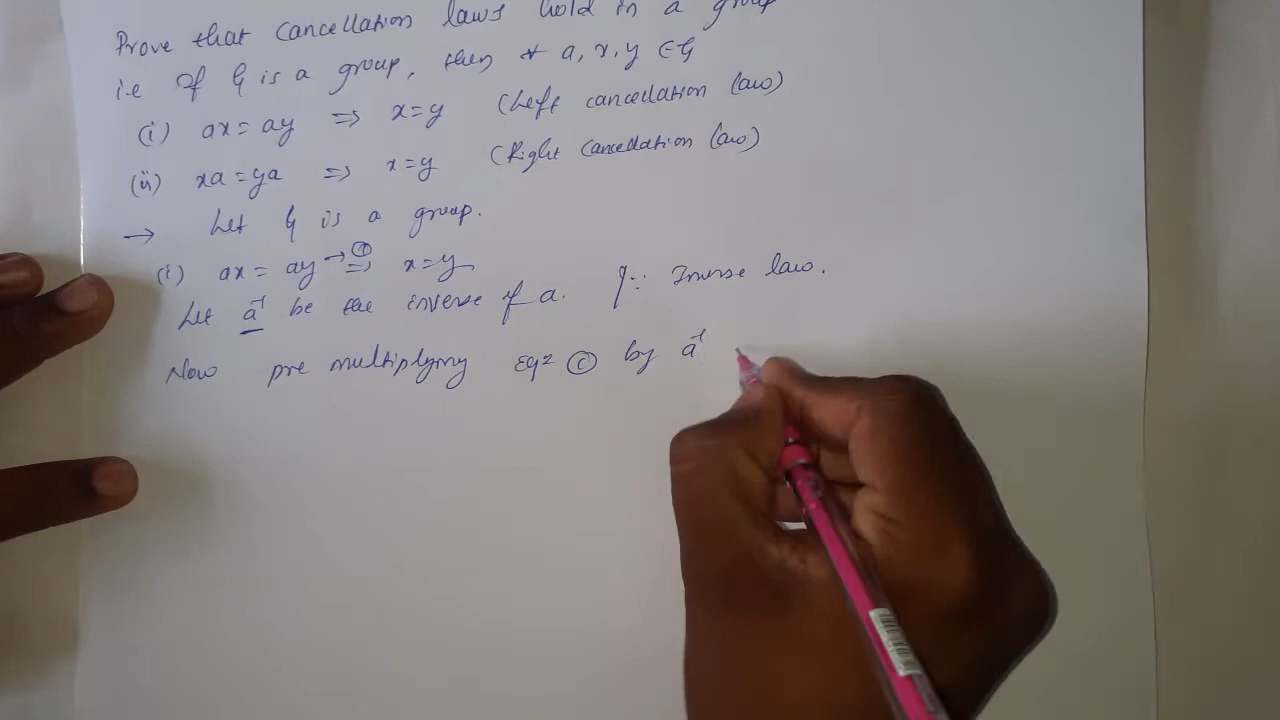 Prove that cancellation laws hold in a group
i.e If G is a group, then ∀ a, x, y ∈ G
(i) ax = ay ⇒ x = y (Left cancellation law)
(ii) xa = ya ⇒ x = y (Right cancellation law)
→ Let G is a group.
(i) ax = ay → ① ⇒ x = y
Let a⁻¹ be the inverse of a. ∵ Inverse law.
Now pre multiplying by a⁻¹